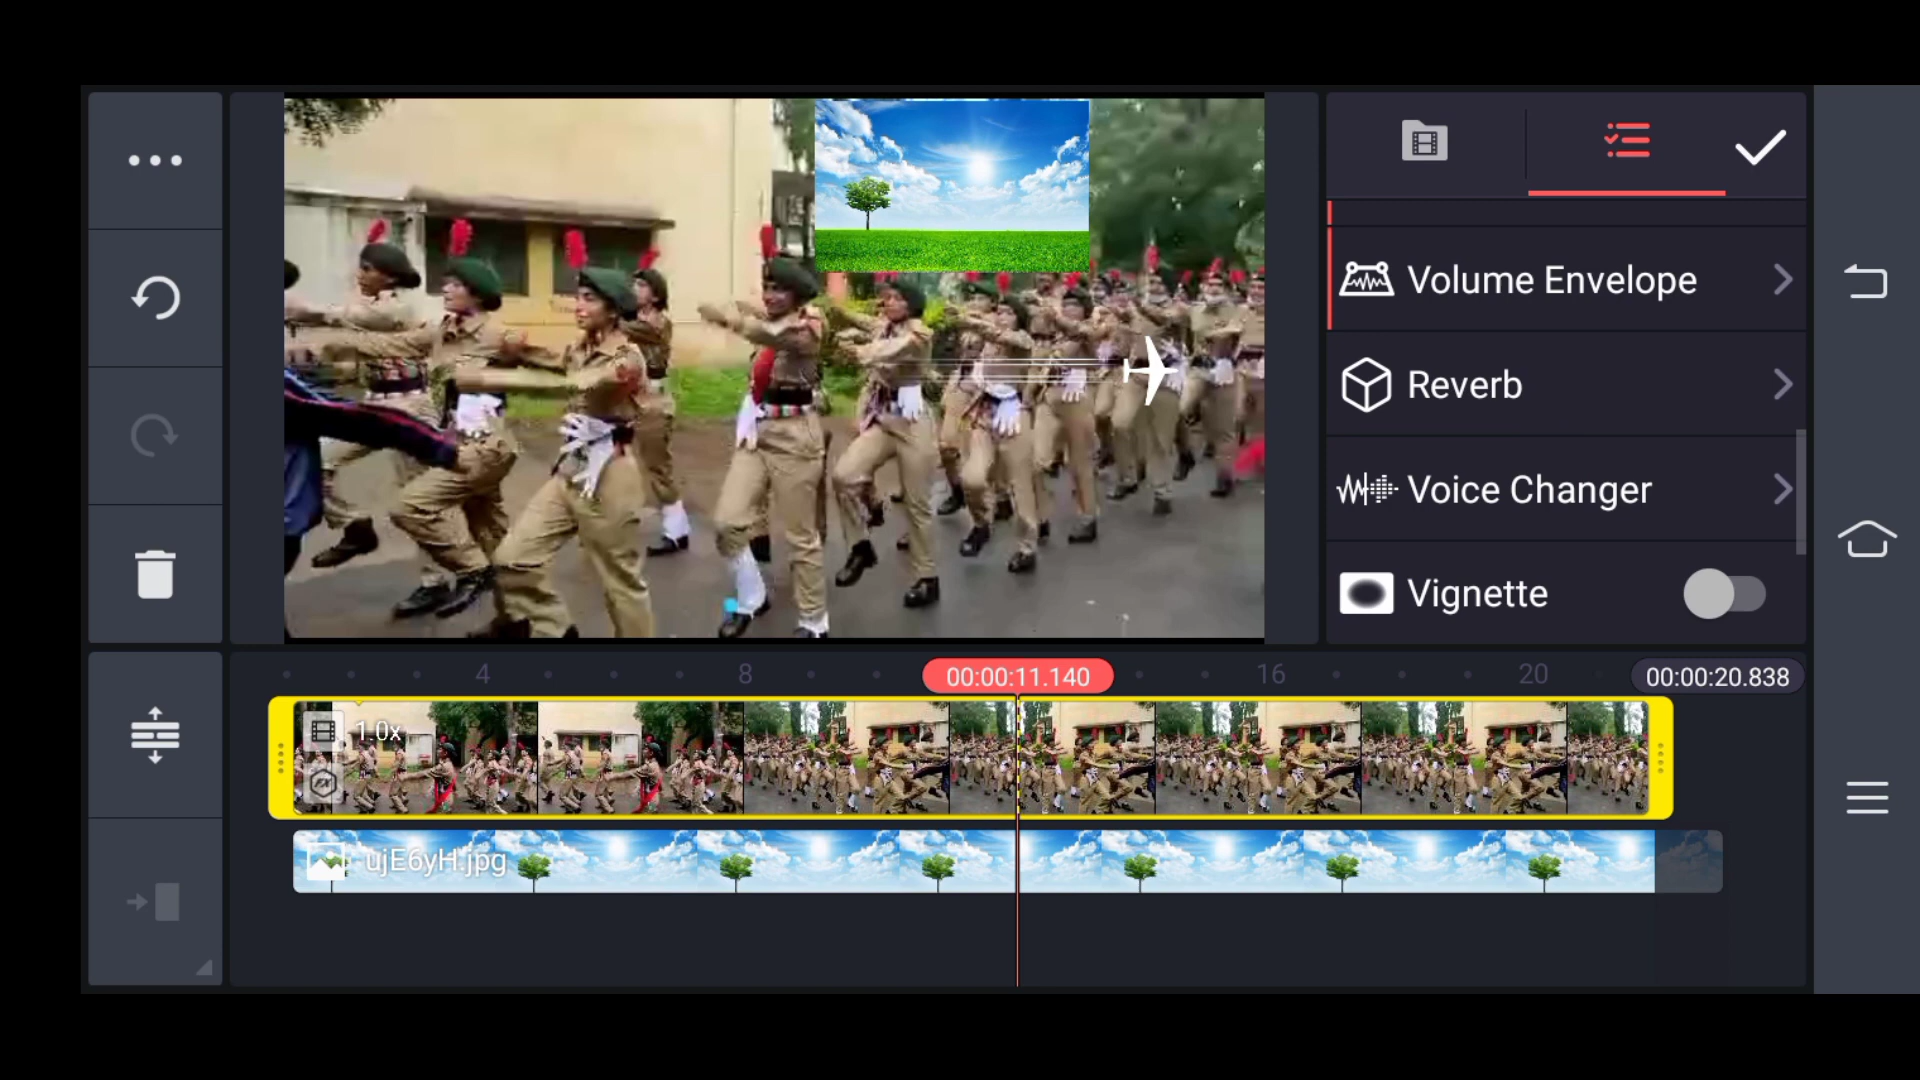 Volume Envelope
Reverb
Voice Changer
Vignette
4
8
00:00:11.140
16
20
00:00:20.838
1.0x
ujE6yH.jpg